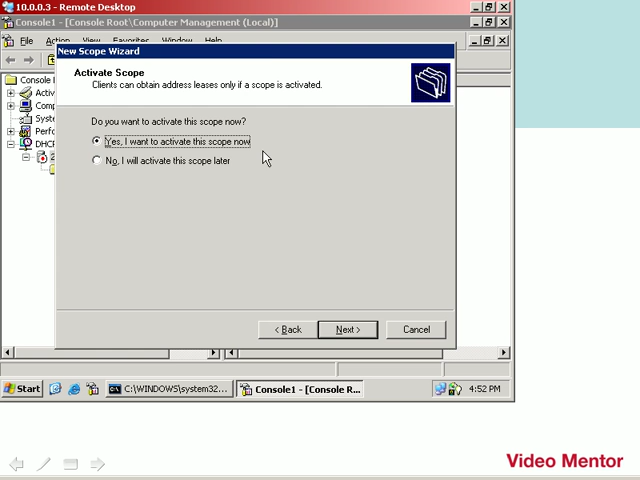 10.0.0.3 - Remote Desktop
Console1 - [Console Root\Computer Management (Local)]
File Action View Favorites Window Help
New Scope Wizard
Activate Scope
Clients can obtain address leases only if a scope is activated.
Console
Activ
Comp
Syste
Perfo
DHCP
2
Do you want to activate this scope now?
Yes, I want to activate this scope now
No, I will activate this scope later
< Back Next > Cancel
Start C:\WINDOWS\system32... Console1 - [Console R... 4:52 PM
Video Mentor